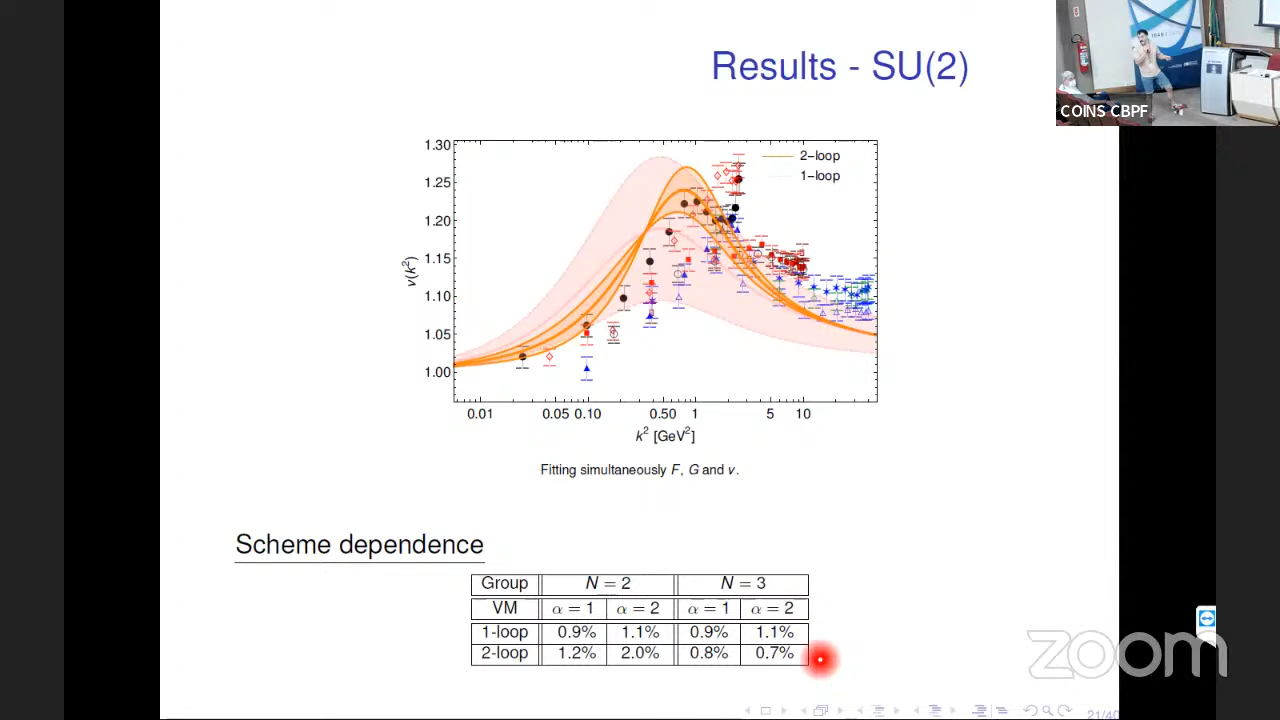 Results - SU(2)
COINS CBPF
1.30
1.25
1.20
1.15
1.10
1.05
1.00
ν(k²)
2−loop
1−loop
0.01 0.05 0.10 0.50 1 5 10
k² [GeV²]
Fitting simultaneously F, G and ν.
Scheme dependence
Group N = 2 N = 3
VM α = 1 α = 2 α = 1 α = 2
1-loop 0.9% 1.1% 0.9% 1.1%
2-loop 1.2% 2.0% 0.8% 0.7%
zoom